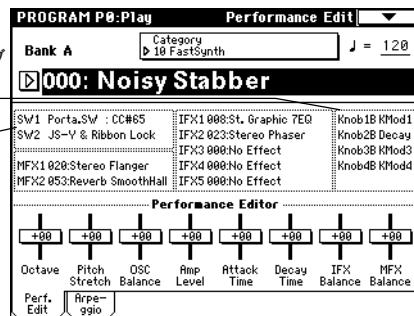 PROGRAM P0:Play Performance Edit
Bank A
Category
10 FastSynth
♩ = 120
000: Noisy Stabber
SW1 Porta.SW :CC#65
SW2 JS-Y & Ribbon Lock
MFX1 020:Stereo Flanger
MFX2 053:Reverb SmoothHall
IFX1 008:St. Graphic 7EQ
IFX2 023:Stereo Phaser
IFX3 000:No Effect
IFX4 000:No Effect
IFX5 000:No Effect
Knob1B KMod1
Knob2B Decay
Knob3B KMod3
Knob4B KMod4
Performance Editor
+00 +00 +00 +00 +00 +00 +00 +00
Octave Pitch Stretch OSC Balance Amp Level Attack Time Decay Time IFX Balance MFX Balance
Perf. Edit
Arpe-ggio